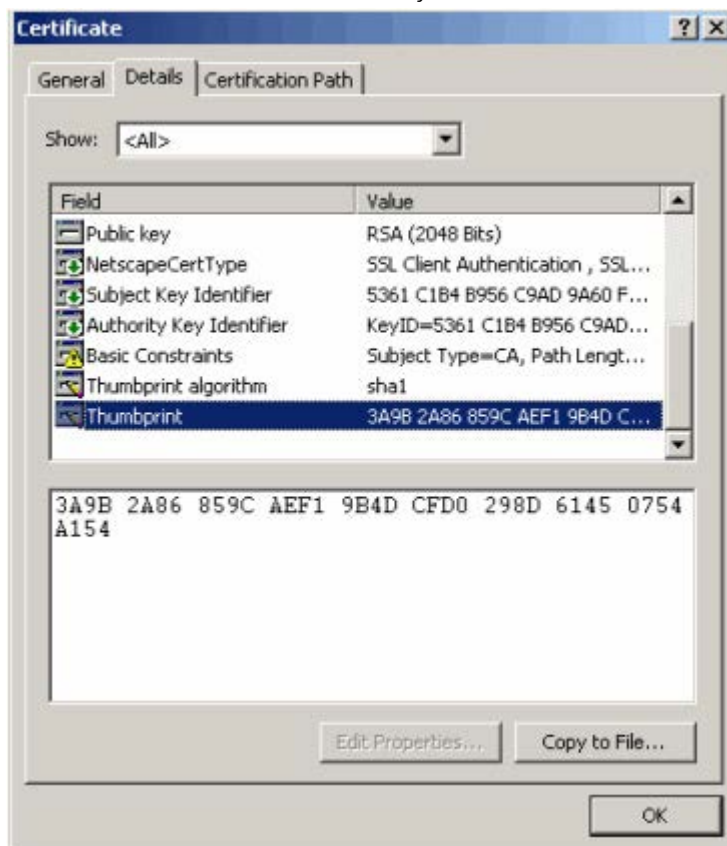 Certificate
General Details Certification Path
Show: <All>
Field Value
Public key RSA (2048 Bits)
NetscapeCertType SSL Client Authentication , SSL...
Subject Key Identifier 5361 C1B4 B956 C9AD 9A60 F...
Authority Key Identifier KeyID=5361 C1B4 B956 C9AD...
Basic Constraints Subject Type=CA, Path Lengt...
Thumbprint algorithm sha1
Thumbprint 3A9B 2A86 859C AEF1 9B4D C...
3A9B 2A86 859C AEF1 9B4D CFD0 298D 6145 0754
A154
Edit Properties... Copy to File...
OK